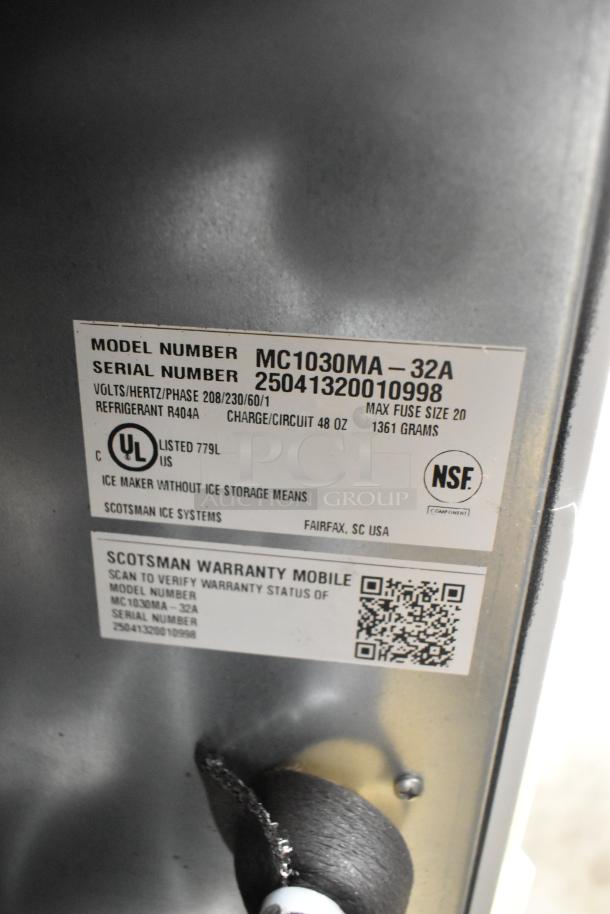 MODEL NUMBER MC1030MA-32A
SERIAL NUMBER 25041320010998
VOLTS/HERTZ/PHASE 208/230/60/1 MAX FUSE SIZE 20
REFRIGERANT R404A CHARGE/CIRCUIT 48 OZ 1361 GRAMS
C UL US LISTED 779L
NSF
COMPONENT
ICE MAKER WITHOUT ICE STORAGE MEANS
SCOTSMAN ICE SYSTEMS FAIRFAX, SC USA
PCI
AUCTION GROUP
SCOTSMAN WARRANTY MOBILE
SCAN TO VERIFY WARRANTY STATUS OF
MODEL NUMBER
MC1030MA-32A
SERIAL NUMBER
25041320010998